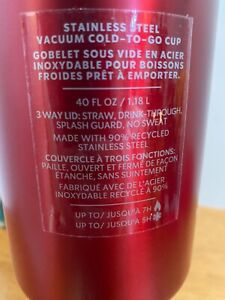 STAINLESS STEEL
VACUUM COLD-TO-GO CUP
GOBELET SOUS VIDE EN ACIER
INOXYDABLE POUR BOISSONS
FROIDES PRÊT À EMPORTER.
40 FL OZ / 1,18 L
3 WAY LID: STRAW, DRINK-THROUGH,
SPLASH GUARD, NO SWEAT
MADE WITH 90% RECYCLED
STAINLESS STEEL
COUVERCLE À TROIS FONCTIONS:
PAILLE, OUVERT ET FERMÉ DE FAÇON
ÉTANCHE, SANS SUINTEMENT
FABRIQUÉ AVEC DE L'ACIER
INOXYDABLE RECYCLÉ À 90%
UP TO/ JUSQU'À 7H
UP TO/ JUSQU'À 5H